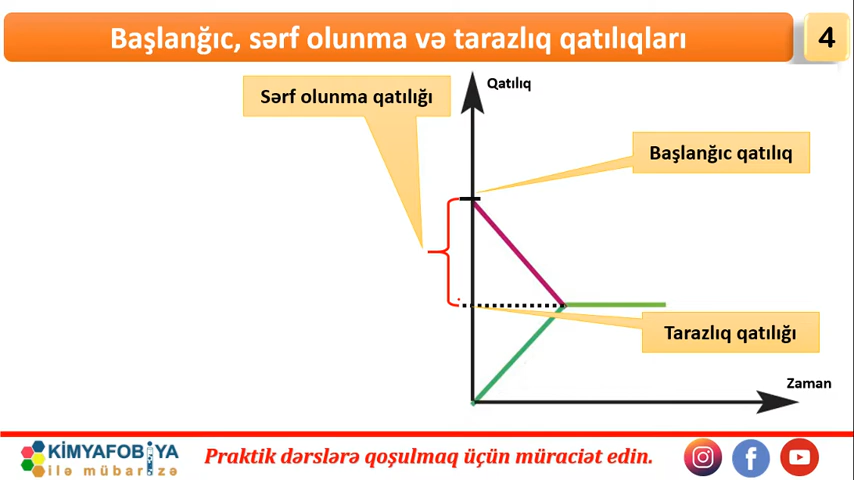 Başlanğıc, sərf olunma və tarazlıq qatılıqları
4
Sərf olunma qatılığı
Qatılıq
Başlanğıc qatılıq
Tarazlıq qatılığı
Zaman
KİMYAFOBİYA
ilə mübarizə
Praktik dərslərə qoşulmaq üçün müraciət edin.